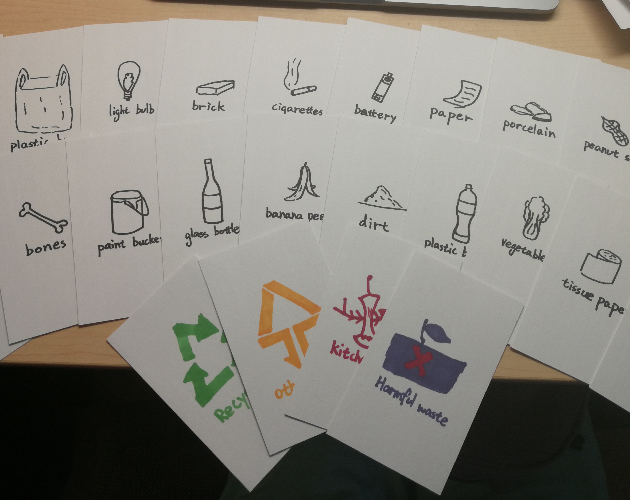 plastic
light bulb
brick
cigarettes
battery
paper
porcelain
peanut s
bones
paint bucke
glass bottle
banana pee
dirt
plastic b
vegetable
tissue pape
Recy
Oth
Kitch
Harmful waste